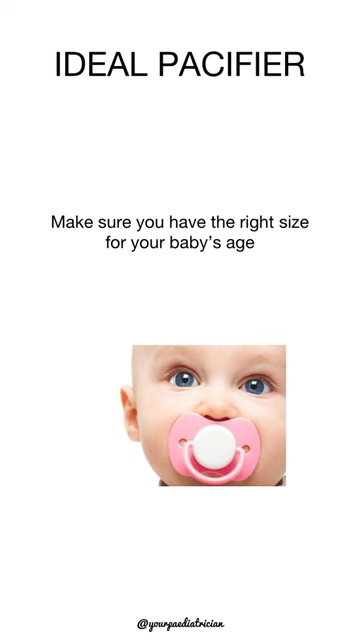 IDEAL PACIFIER
Make sure you have the right size
for your baby's age
@yourpaediatrician